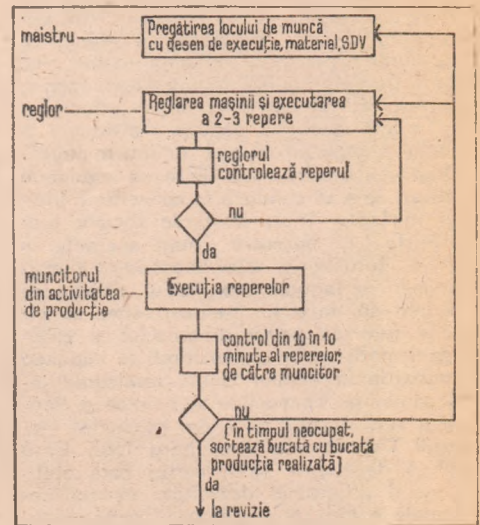 maistru
Pregătirea locului de muncă
cu desen de execuție, material, SDV
reglor
Reglarea mașinii și executarea
a 2-3 repere
reglorul
controlează reperul
nu
da
muncitorul
din activitatea
de producție
Execuția reperelor
control din 10 în 10
minute al reperelor,
de către muncitor
nu
(în timpul neocupat,
sortează bucată cu bucată
producția realizată)
da
la revizie